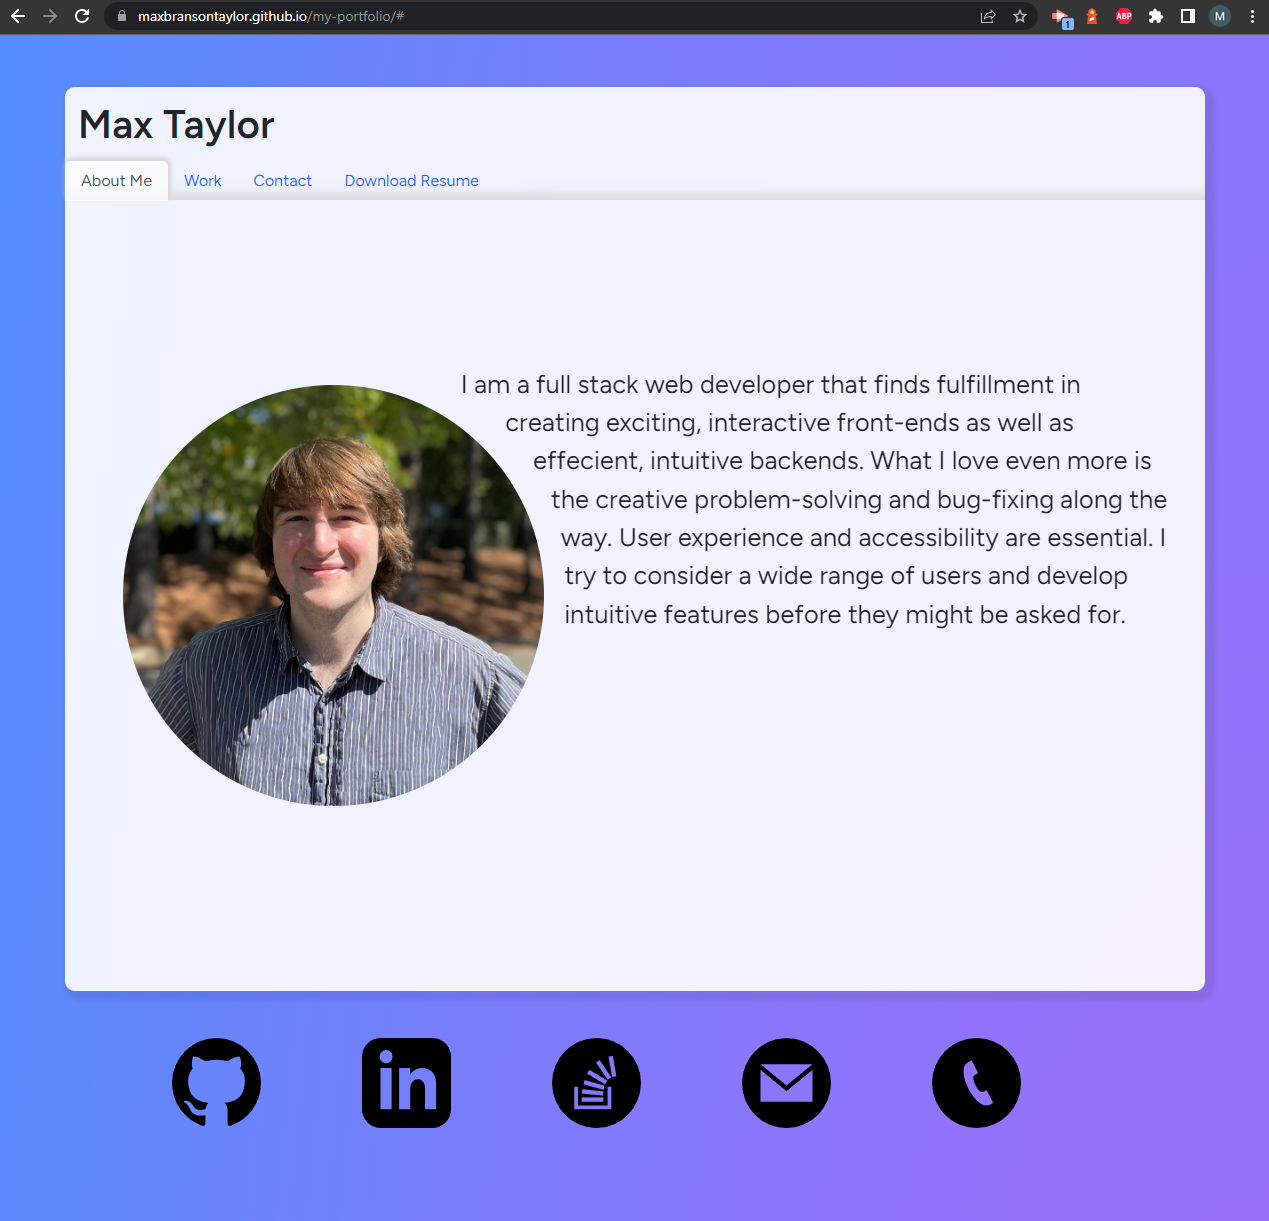 maxbransontaylor.github.io/my-portfolio/#
1
ABP
M
Max Taylor
About Me Work Contact Download Resume
I am a full stack web developer that finds fulfillment in
creating exciting, interactive front-ends as well as
effecient, intuitive backends. What I love even more is
the creative problem-solving and bug-fixing along the
way. User experience and accessibility are essential. I
try to consider a wide range of users and develop
intuitive features before they might be asked for.
in